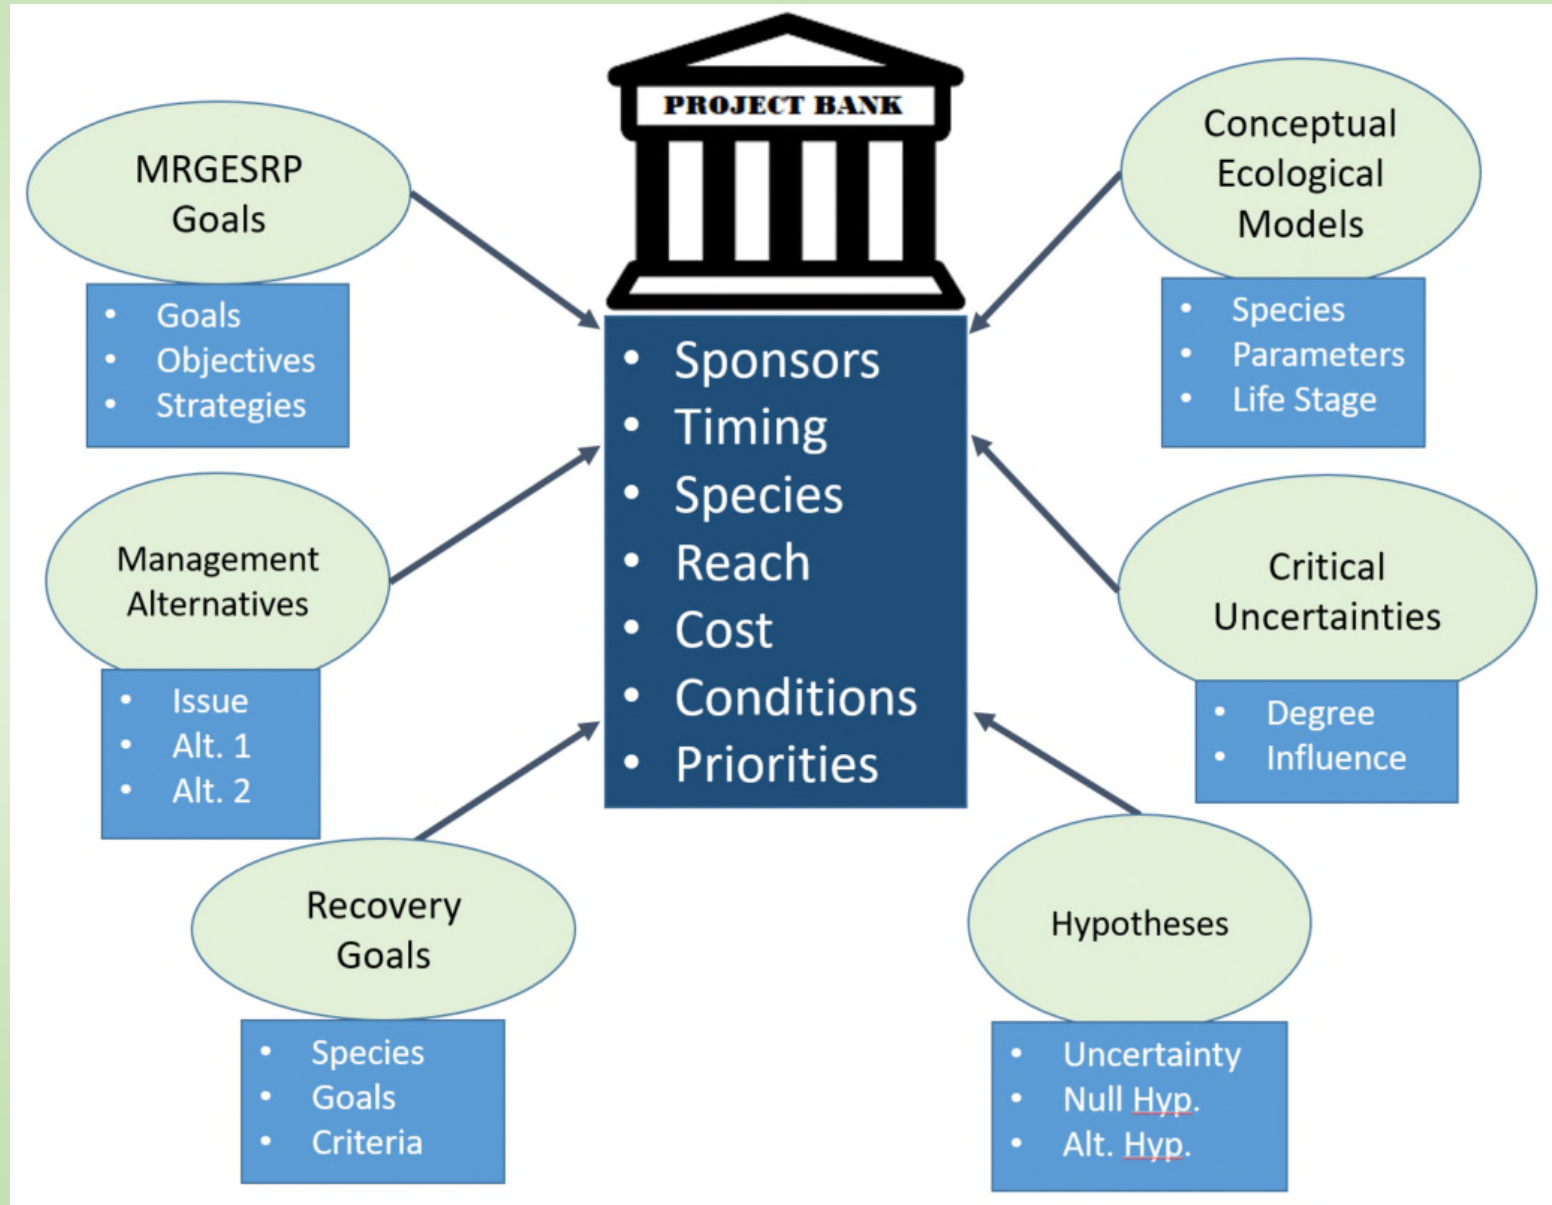 PROJECT BANK
• Sponsors
• Timing
• Species
• Reach
• Cost
• Conditions
• Priorities
MRGESRP
Goals
• Goals
• Objectives
• Strategies
Management
Alternatives
• Issue
• Alt. 1
• Alt. 2
Recovery
Goals
• Species
• Goals
• Criteria
Conceptual
Ecological
Models
• Species
• Parameters
• Life Stage
Critical
Uncertainties
• Degree
• Influence
Hypotheses
• Uncertainty
• Null Hyp.
• Alt. Hyp.